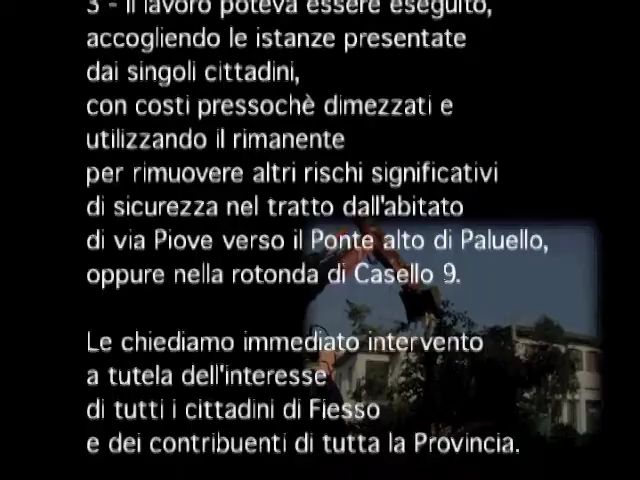 3 - Il lavoro poteva essere eseguito,
accogliendo le istanze presentate
dai singoli cittadini,
con costi pressochè dimezzati e
utilizzando il rimanente
per rimuovere altri rischi significativi
di sicurezza nel tratto dall'abitato
di via Piove verso il Ponte alto di Paluello,
oppure nella rotonda di Casello 9.
Le chiediamo immediato intervento
a tutela dell'interesse
di tutti i cittadini di Fiesso
e dei contribuenti di tutta la Provincia.